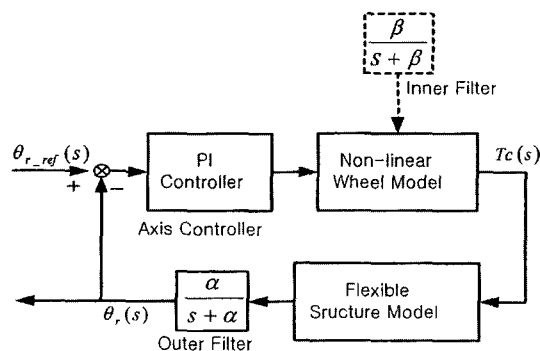 β
s + β
Inner Filter
θr_ref(s)
+
−
PI
Controller
Axis Controller
Non-linear
Wheel Model
Tc(s)
Flexible
Sructure Model
α
s + α
Outer Filter
θr(s)